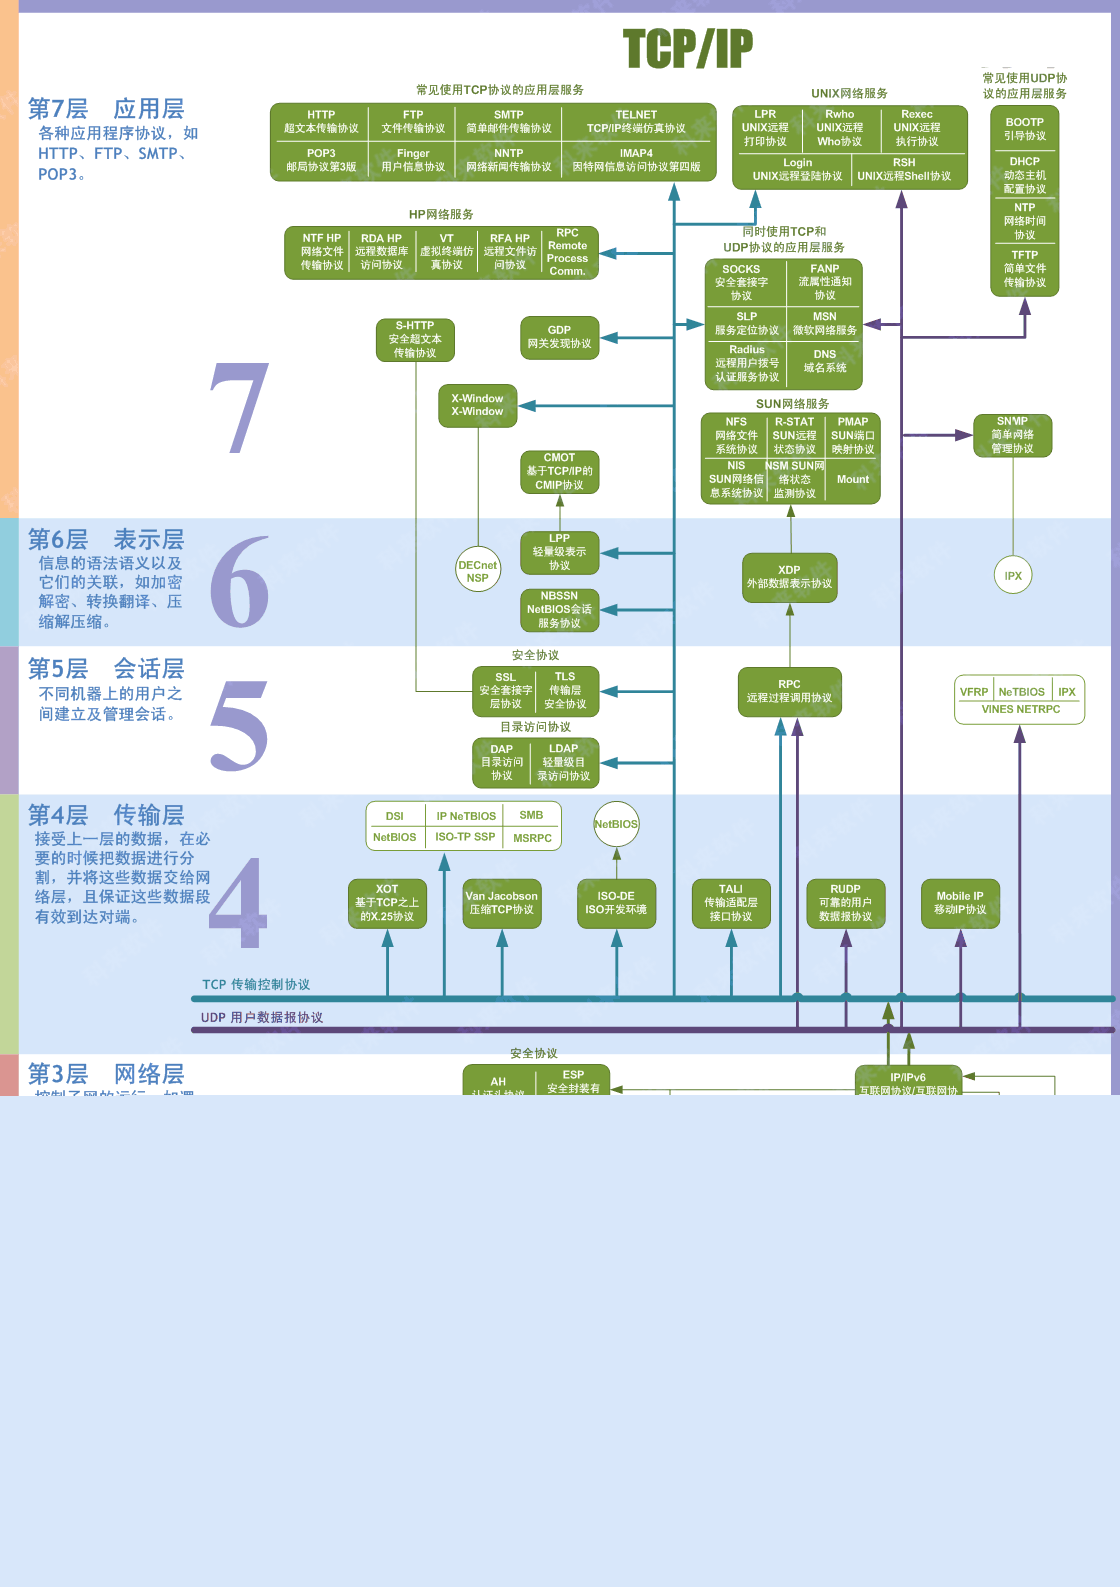 TCP/IP
第7层 应用层
各种应用程序协议，如
HTTP、FTP、SMTP、
POP3。
常见使用TCP协议的应用层服务
HTTP
超文本传输协议
FTP
文件传输协议
SMTP
简单邮件传输协议
TELNET
TCP/IP终端仿真协议
POP3
邮局协议第3版
Finger
用户信息协议
NNTP
网络新闻传输协议
IMAP4
因特网信息访问协议第四版
UNIX网络服务
LPR
UNIX远程
打印协议
Rwho
UNIX远程
Who协议
Rexec
UNIX远程
执行协议
Login
UNIX远程登陆协议
RSH
UNIX远程Shell协议
常见使用UDP协
议的应用层服务
BOOTP
引导协议
DHCP
动态主机
配置协议
NTP
网络时间
协议
TFTP
简单文件
传输协议
HP网络服务
NTF HP
网络文件
传输协议
RDA HP
远程数据库
访问协议
VT
虚拟终端仿
真协议
RFA HP
远程文件访
问协议
RPC
Remote
Process
Comm.
同时使用TCP和
UDP协议的应用层服务
SOCKS
安全套接字
协议
FANP
流属性通知
协议
SLP
服务定位协议
MSN
微软网络服务
Radius
远程用户拨号
认证服务协议
DNS
域名系统
S-HTTP
安全超文本
传输协议
GDP
网关发现协议
X-Window
X-Window
CMOT
基于TCP/IP的
CMIP协议
SUN网络服务
NFS
网络文件
系统协议
R-STAT
SUN远程
状态协议
PMAP
SUN端口
映射协议
NIS
SUN网络信
息系统协议
NSM SUN网
络状态
监测协议
Mount
SNMP
简单网络
管理协议
7
第6层 表示层
信息的语法语义以及
它们的关联，如加密
解密、转换翻译、压
缩解压缩。
6
DECnet
NSP
LPP
轻量级表示
协议
NBSSN
NetBIOS会话
服务协议
XDP
外部数据表示协议
IPX
第5层 会话层
不同机器上的用户之
间建立及管理会话。
5
安全协议
SSL
安全套接字
层协议
TLS
传输层
安全协议
目录访问协议
DAP
目录访问
协议
LDAP
轻量级目
录访问协议
RPC
远程过程调用协议
VFRP
NeTBIOS
IPX
VINES NETRPC
第4层 传输层
接受上一层的数据，在必
要的时候把数据进行分
割，并将这些数据交给网
络层，且保证这些数据段
有效到达对端。
4
DSI
IP NeTBIOS
SMB
NetBIOS
ISO-TP SSP
MSRPC
NetBIOS
XOT
基于TCP之上
的X.25协议
Van Jacobson
压缩TCP协议
ISO-DE
ISO开发环境
TALI
传输适配层
接口协议
RUDP
可靠的用户
数据报协议
Mobile IP
移动IP协议
TCP 传输控制协议
UDP 用户数据报协议
第3层 网络层
安全协议
AH
ESP
安全封装有
IP/IPv6
互联网协议/互联网协